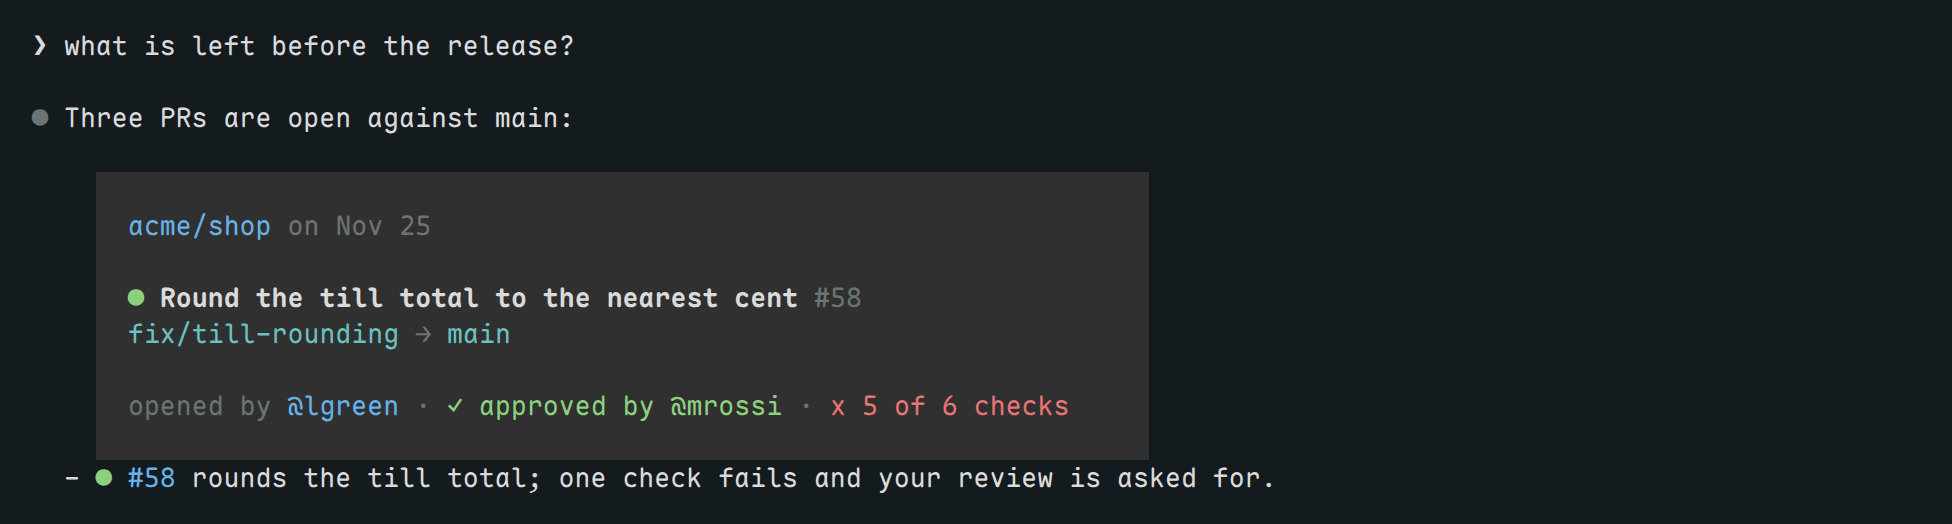 ❯ what is left before the release?
● Three PRs are open against main:
acme/shop on Nov 25
● Round the till total to the nearest cent #58
fix/till-rounding → main
opened by @lgreen · ✓ approved by @mrossi · x 5 of 6 checks
- ● #58 rounds the till total; one check fails and your review is asked for.